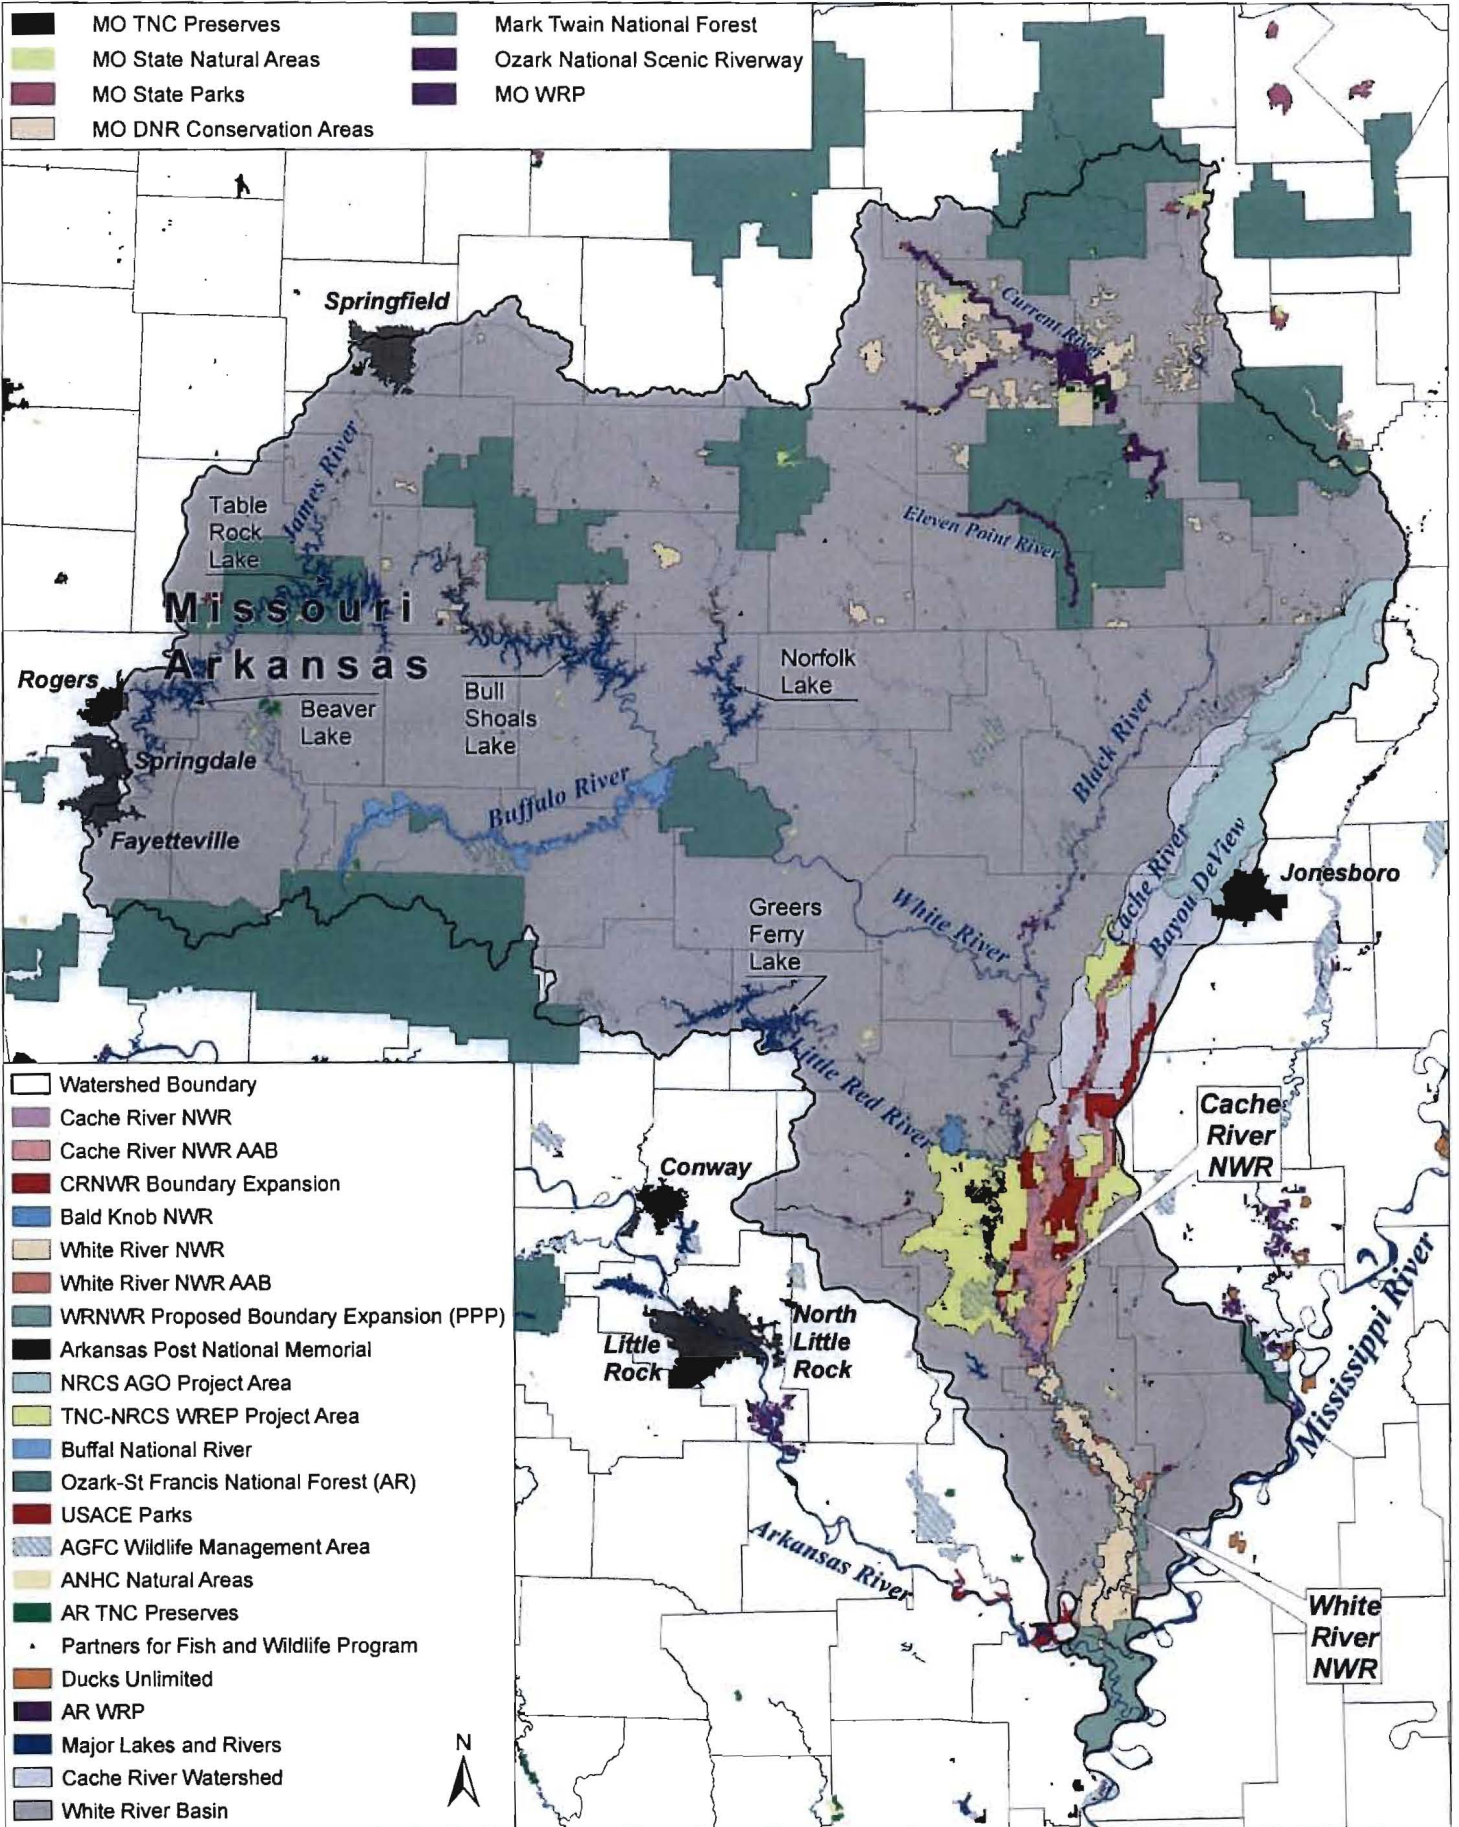 MO TNC Preserves
MO State Natural Areas
MO State Parks
MO DNR Conservation Areas
Mark Twain National Forest
Ozark National Scenic Riverway
MO WRP
Springfield
Current River
James River
Table
Rock
Lake
Eleven Point River
Missouri
Arkansas
Rogers
Beaver
Lake
Bull
Shoals
Lake
Norfolk
Lake
Springdale
Fayetteville
Buffalo River
Black River
Cache River
Bayou DeView
Jonesboro
White River
Greers
Ferry
Lake
Little Red River
Cache
River
NWR
Conway
Little
Rock
North
Little
Rock
Mississippi River
Arkansas River
White
River
NWR
Watershed Boundary
Cache River NWR
Cache River NWR AAB
CRNWR Boundary Expansion
Bald Knob NWR
White River NWR
White River NWR AAB
WRNWR Proposed Boundary Expansion (PPP)
Arkansas Post National Memorial
NRCS AGO Project Area
TNC-NRCS WREP Project Area
Buffal National River
Ozark-St Francis National Forest (AR)
USACE Parks
AGFC Wildlife Management Area
ANHC Natural Areas
AR TNC Preserves
Partners for Fish and Wildlife Program
Ducks Unlimited
AR WRP
Major Lakes and Rivers
Cache River Watershed
White River Basin
N